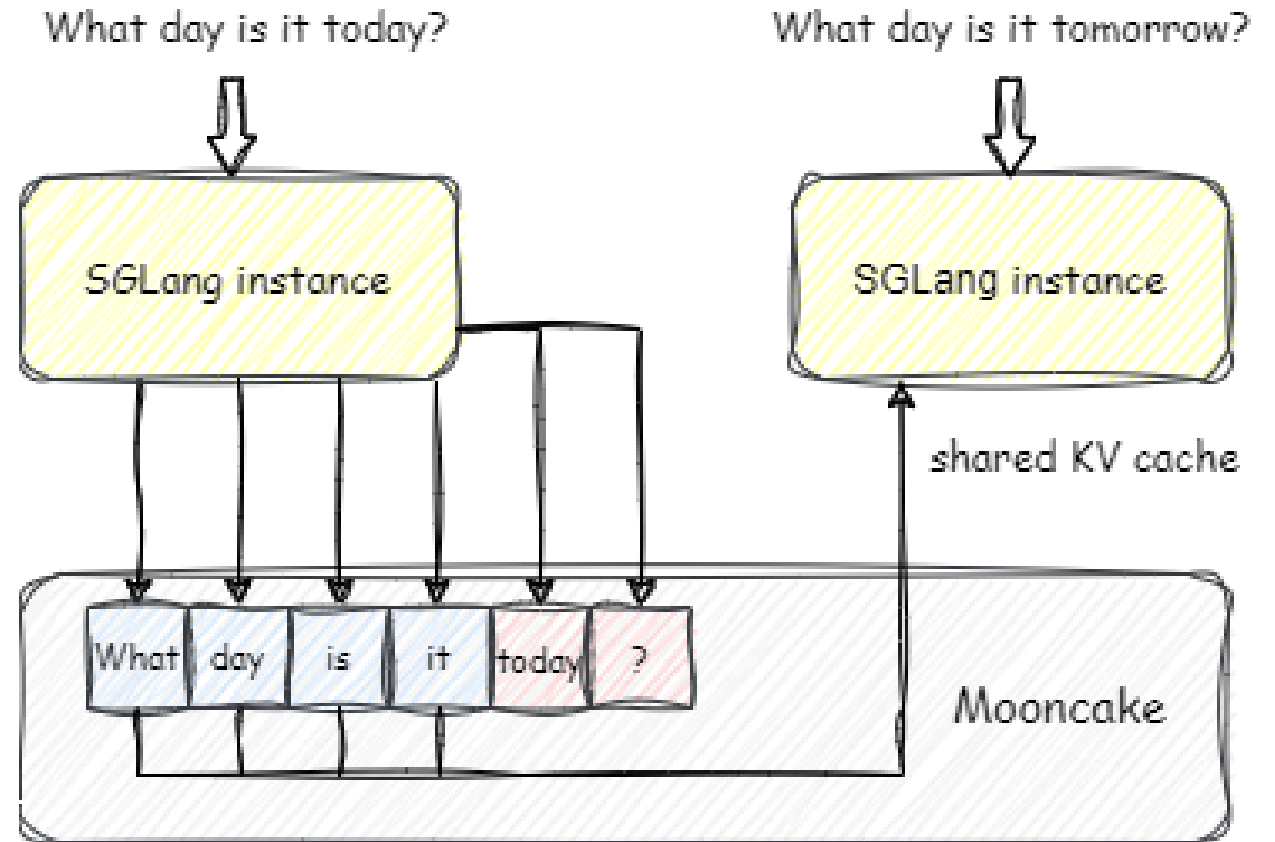 What day is it today?
What day is it tomorrow?
SGLang instance
SGLang instance
shared KV cache
What day is it today ?
Mooncake